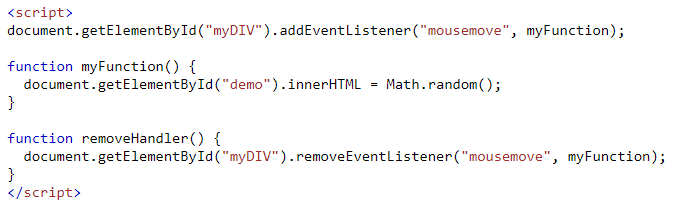 <script>
document.getElementById("myDIV").addEventListener("mousemove", myFunction);
function myFunction() {
  document.getElementById("demo").innerHTML = Math.random();
}
function removeHandler() {
  document.getElementById("myDIV").removeEventListener("mousemove", myFunction);
}
</script>